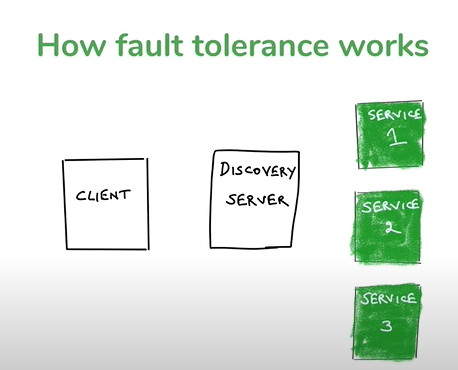 How fault tolerance works
CLIENT
DISCOVERY
SERVER
SERVICE
1
SERVICE
2
SERVICE
3